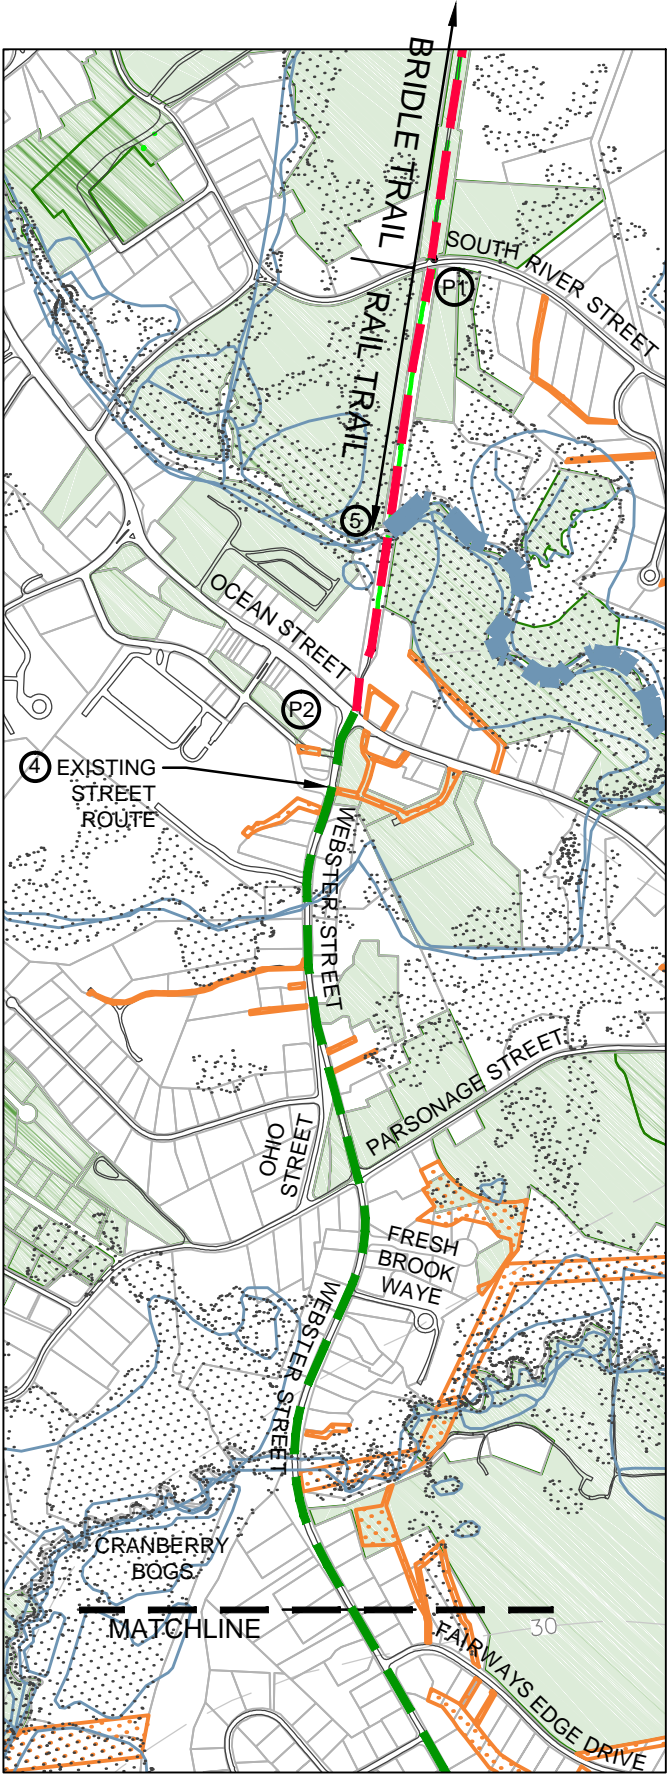 BRIDLE TRAIL
SOUTH RIVER STREET
P1
RAIL TRAIL
5
OCEAN STREET
P2
4 EXISTING
STREET
ROUTE
WEBSTER STREET
PARSONAGE STREET
OHIO
STREET
FRESH
BROOK
WAYE
WEBSTER STREET
CRANBERRY
BOGS
MATCHLINE
30
FAIRWAYS EDGE DRIVE